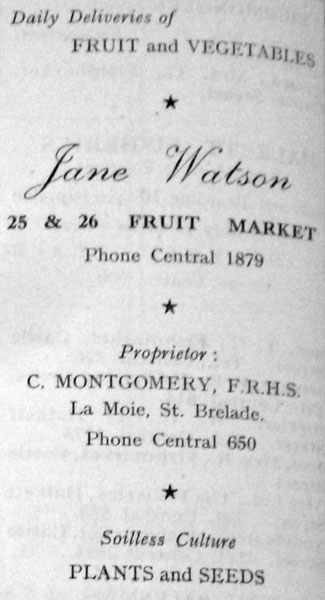 Daily Deliveries of
FRUIT and VEGETABLES
Jane Watson
25 & 26 FRUIT MARKET
Phone Central 1879
Proprietor :
C. MONTGOMERY, F.R.H.S.
La Moie, St. Brelade.
Phone Central 650
Soilless Culture
PLANTS and SEEDS